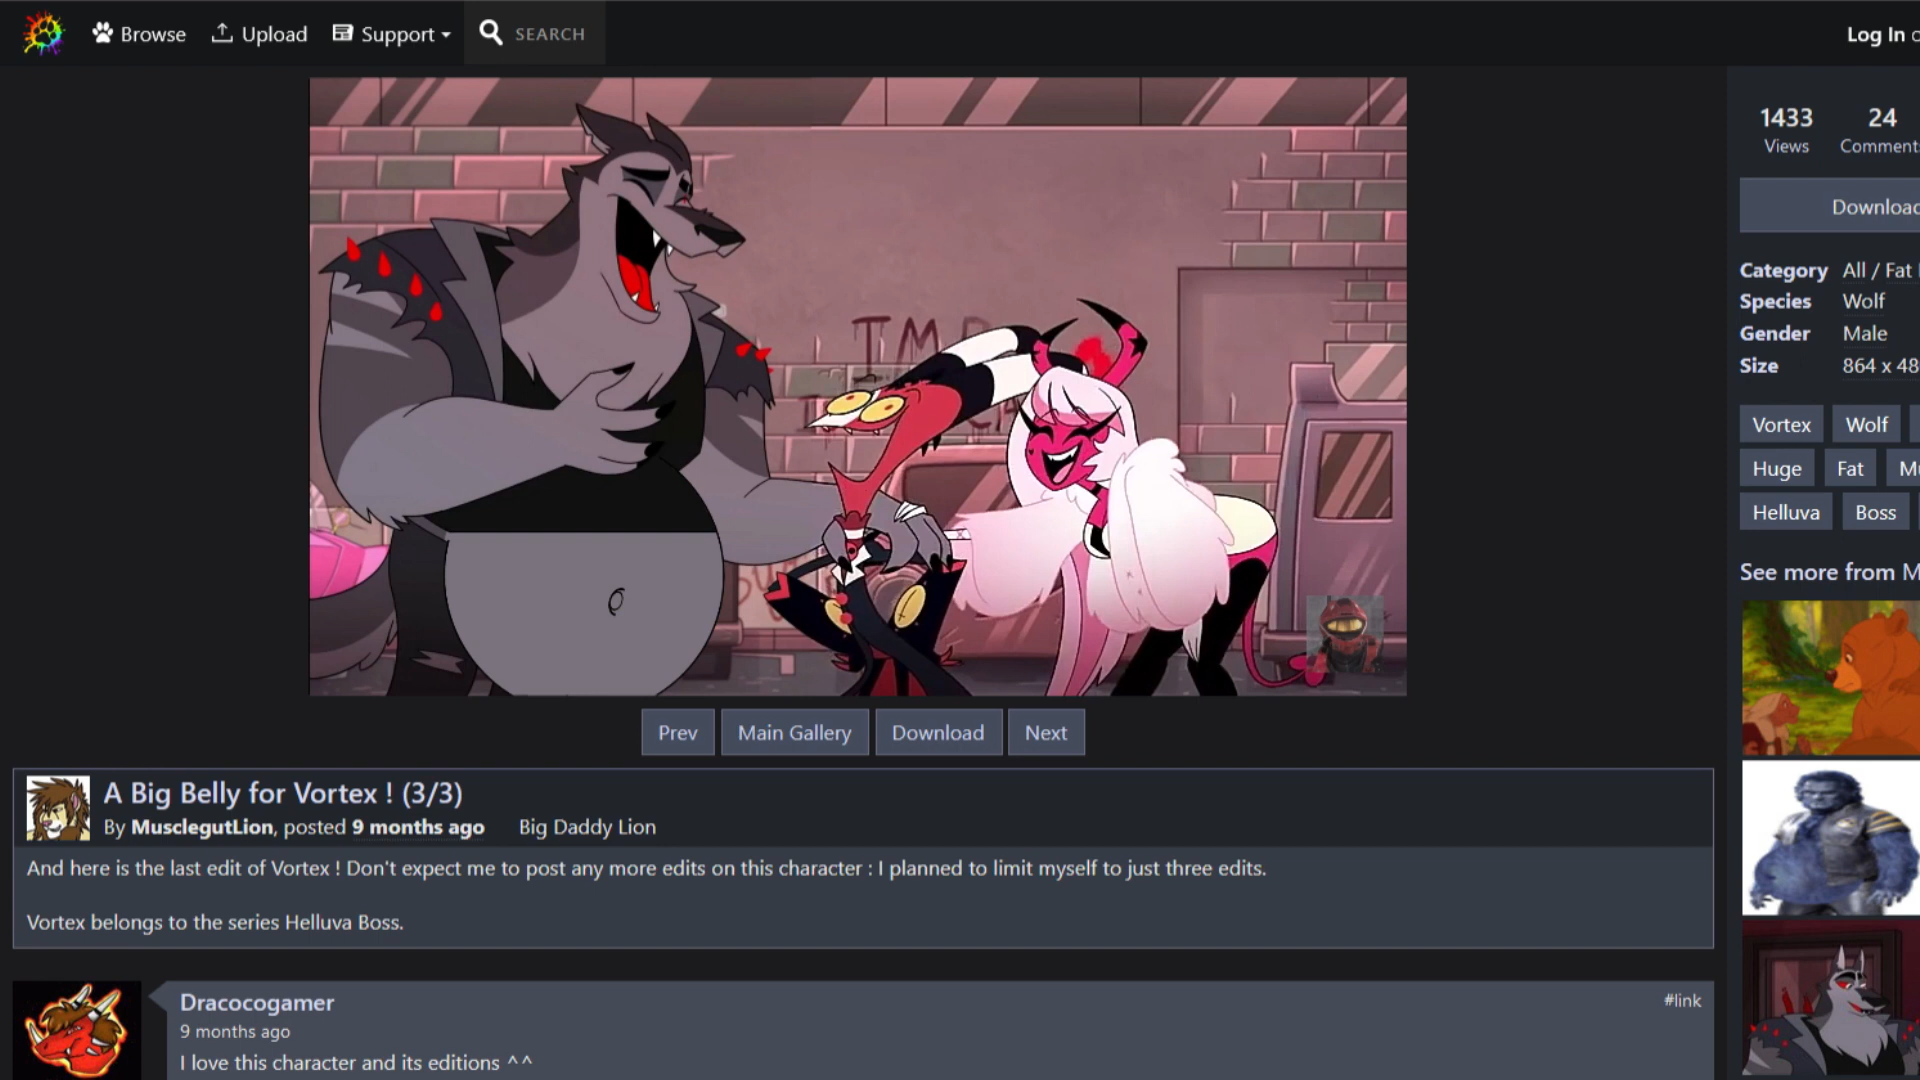 Browse
Upload
Support
SEARCH
Log In
1433
Views
24
Comments
Download
Category All / Fat
Species Wolf
Gender Male
Size 864 x 48
Vortex
Wolf
Huge
Fat
Helluva
Boss
See more from M
IMP
Prev
Main Gallery
Download
Next
A Big Belly for Vortex ! (3/3)
By MusclegutLion, posted 9 months ago
Big Daddy Lion
And here is the last edit of Vortex ! Don't expect me to post any more edits on this character : I planned to limit myself to just three edits.
Vortex belongs to the series Helluva Boss.
Dracocogamer
#link
9 months ago
I love this character and its editions ^^